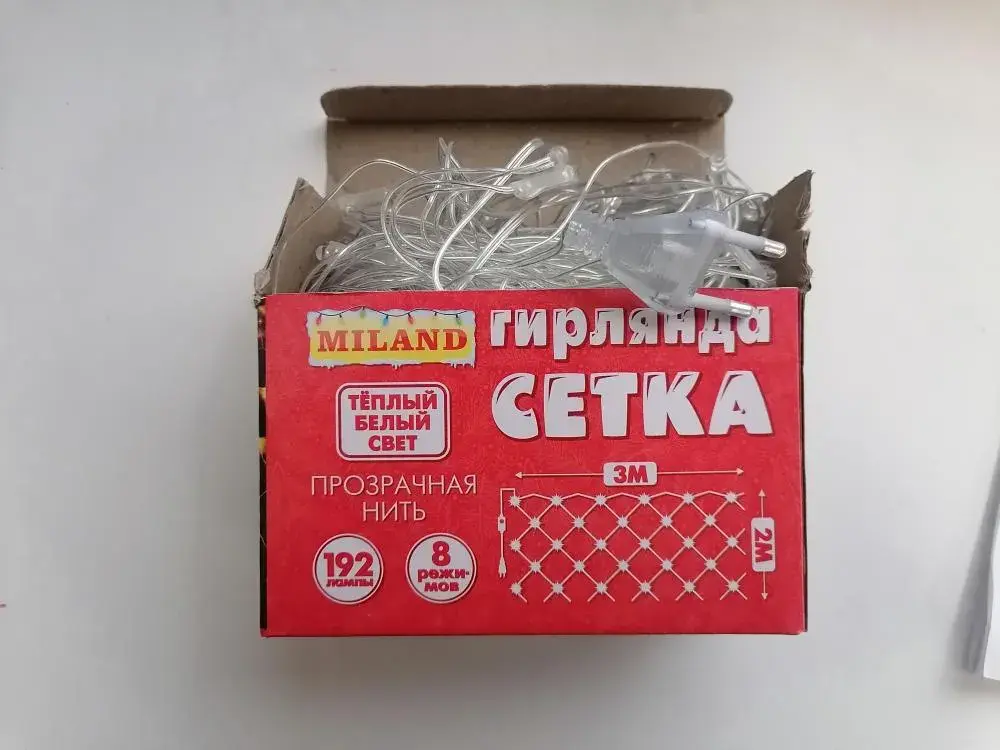 MILAND
гирлянда
СЕТКА
ТЁПЛЫЙ
БЕЛЫЙ
СВЕТ
ПРОЗРАЧНАЯ
НИТЬ
192
лампы
8
режи-
мов
3М
2М